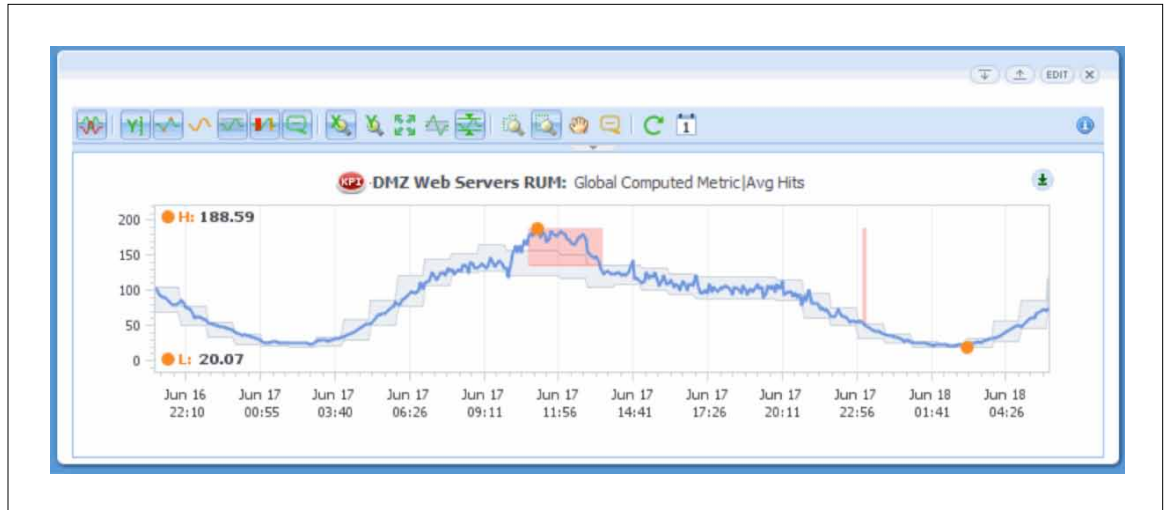 EDIT
1
KPI DMZ Web Servers RUM: Global Computed Metric|Avg Hits
200
H: 188.59
150
100
50
0
L: 20.07
Jun 16 Jun 17 Jun 17 Jun 17 Jun 17 Jun 17 Jun 17 Jun 17 Jun 17 Jun 17 Jun 18 Jun 18
22:10 00:55 03:40 06:26 09:11 11:56 14:41 17:26 20:11 22:56 01:41 04:26